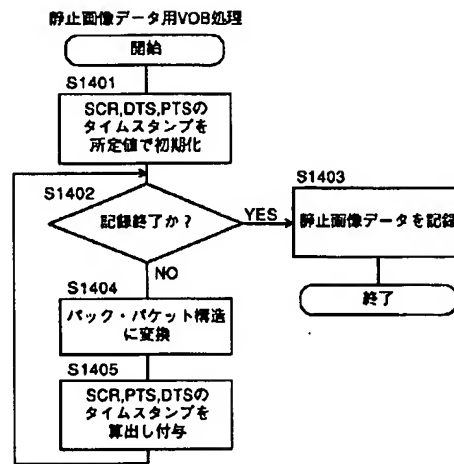 静止画像データ用VOB処理
開始
S1401
SCR,DTS,PTSの
タイムスタンプを
所定値で初期化
S1402
記録終了か?
YES
NO
S1403
静止画像データを記録
終了
S1404
パック・パケット構造
に変換
S1405
SCR,PTS,DTSの
タイムスタンプを
算出し付与